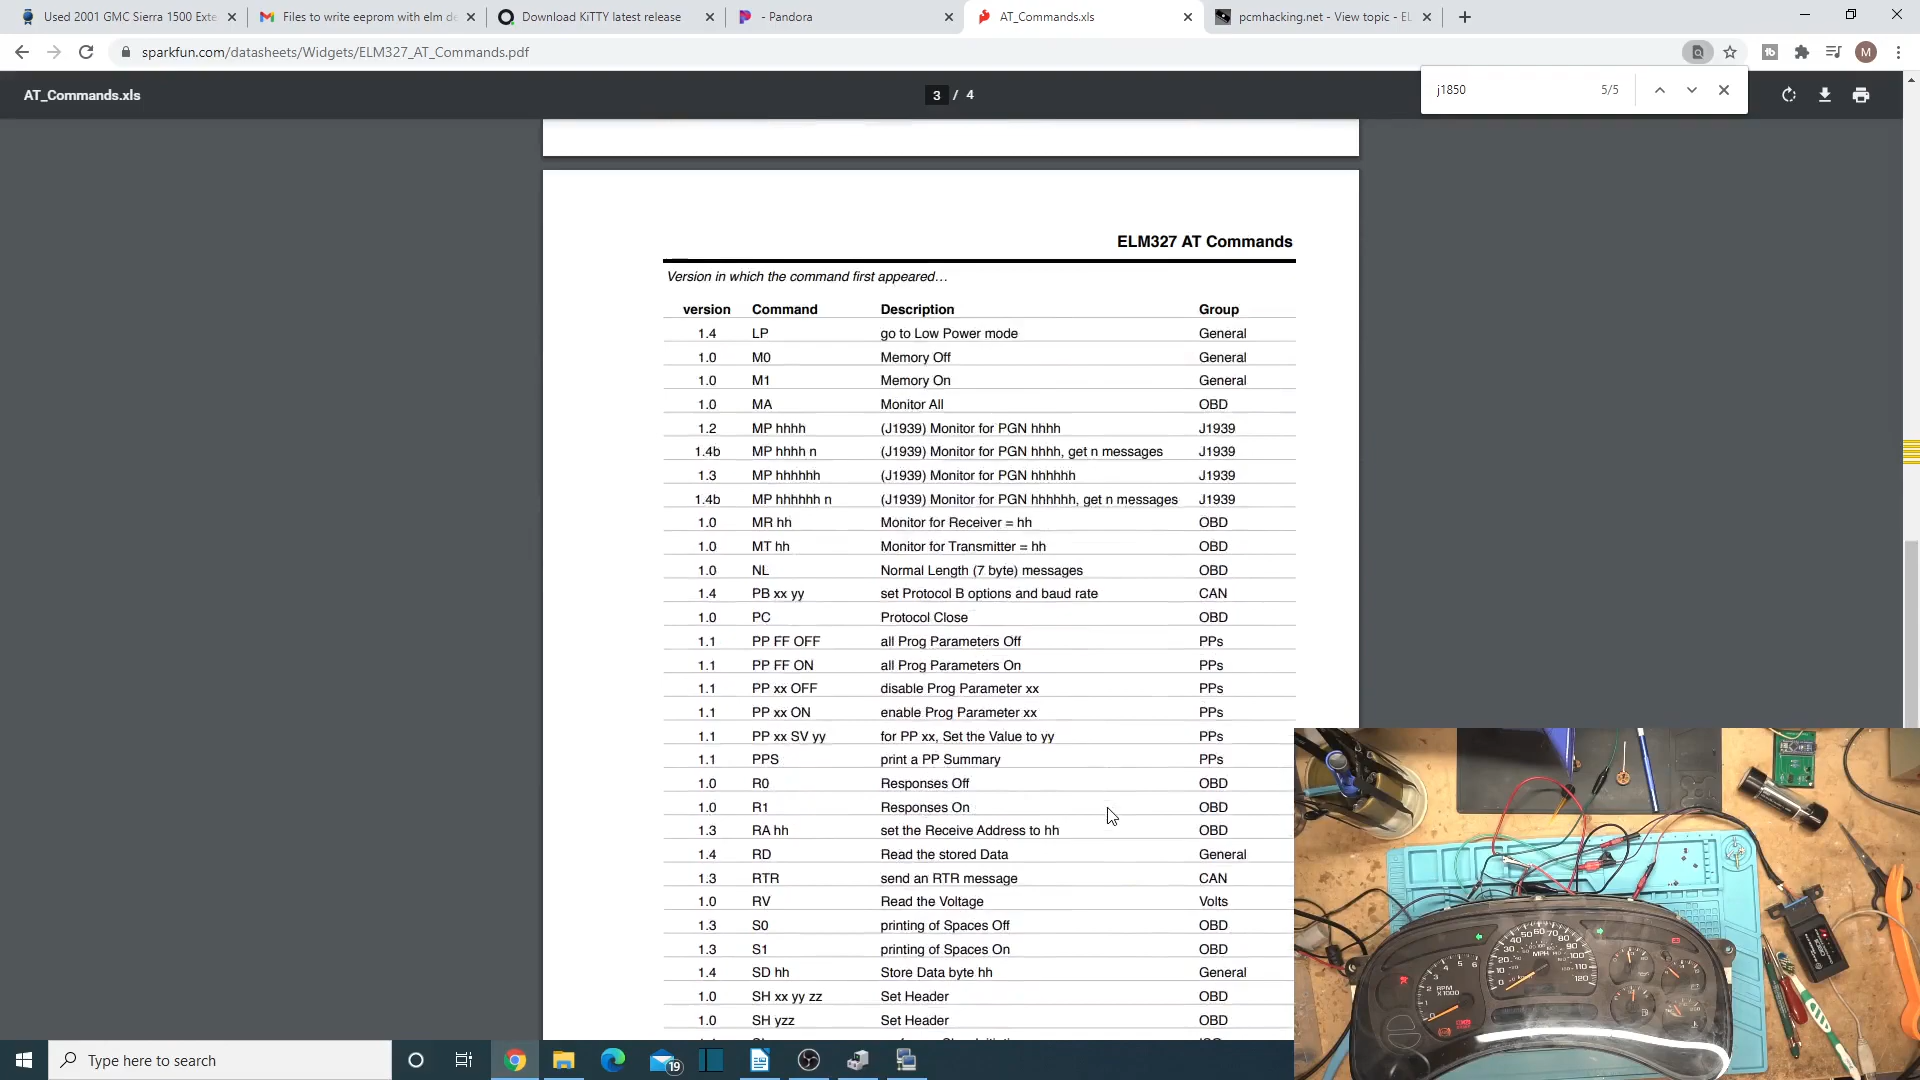 Used 2001 GMC Sierra 1500 Exte
Files to write eeprom with elm de
Download KiTTY latest release
- Pandora
AT_Commands.xls
pcmhacking.net - View topic - EL
sparkfun.com/datasheets/Widgets/ELM327_AT_Commands.pdf
M
AT_Commands.xls
3 / 4
j1850 5/5
ELM327 AT Commands
Version in which the command first appeared…
version Command Description Group
1.4 LP go to Low Power mode General
1.0 M0 Memory Off General
1.0 M1 Memory On General
1.0 MA Monitor All OBD
1.2 MP hhhh (J1939) Monitor for PGN hhhh J1939
1.4b MP hhhh n (J1939) Monitor for PGN hhhh, get n messages J1939
1.3 MP hhhhhh (J1939) Monitor for PGN hhhhhh J1939
1.4b MP hhhhhh n (J1939) Monitor for PGN hhhhhh, get n messages J1939
1.0 MR hh Monitor for Receiver = hh OBD
1.0 MT hh Monitor for Transmitter = hh OBD
1.0 NL Normal Length (7 byte) messages OBD
1.4 PB xx yy set Protocol B options and baud rate CAN
1.0 PC Protocol Close OBD
1.1 PP FF OFF all Prog Parameters Off PPs
1.1 PP FF ON all Prog Parameters On PPs
1.1 PP xx OFF disable Prog Parameter xx PPs
1.1 PP xx ON enable Prog Parameter xx PPs
1.1 PP xx SV yy for PP xx, Set the Value to yy PPs
1.1 PPS print a PP Summary PPs
1.0 R0 Responses Off OBD
1.0 R1 Responses On OBD
1.3 RA hh set the Receive Address to hh OBD
1.4 RD Read the stored Data General
1.3 RTR send an RTR message CAN
1.0 RV Read the Voltage Volts
1.3 S0 printing of Spaces Off OBD
1.3 S1 printing of Spaces On OBD
1.4 SD hh Store Data byte hh General
1.0 SH xx yy zz Set Header OBD
1.0 SH yzz Set Header OBD
RPM
X1000
MPH
Type here to search
19